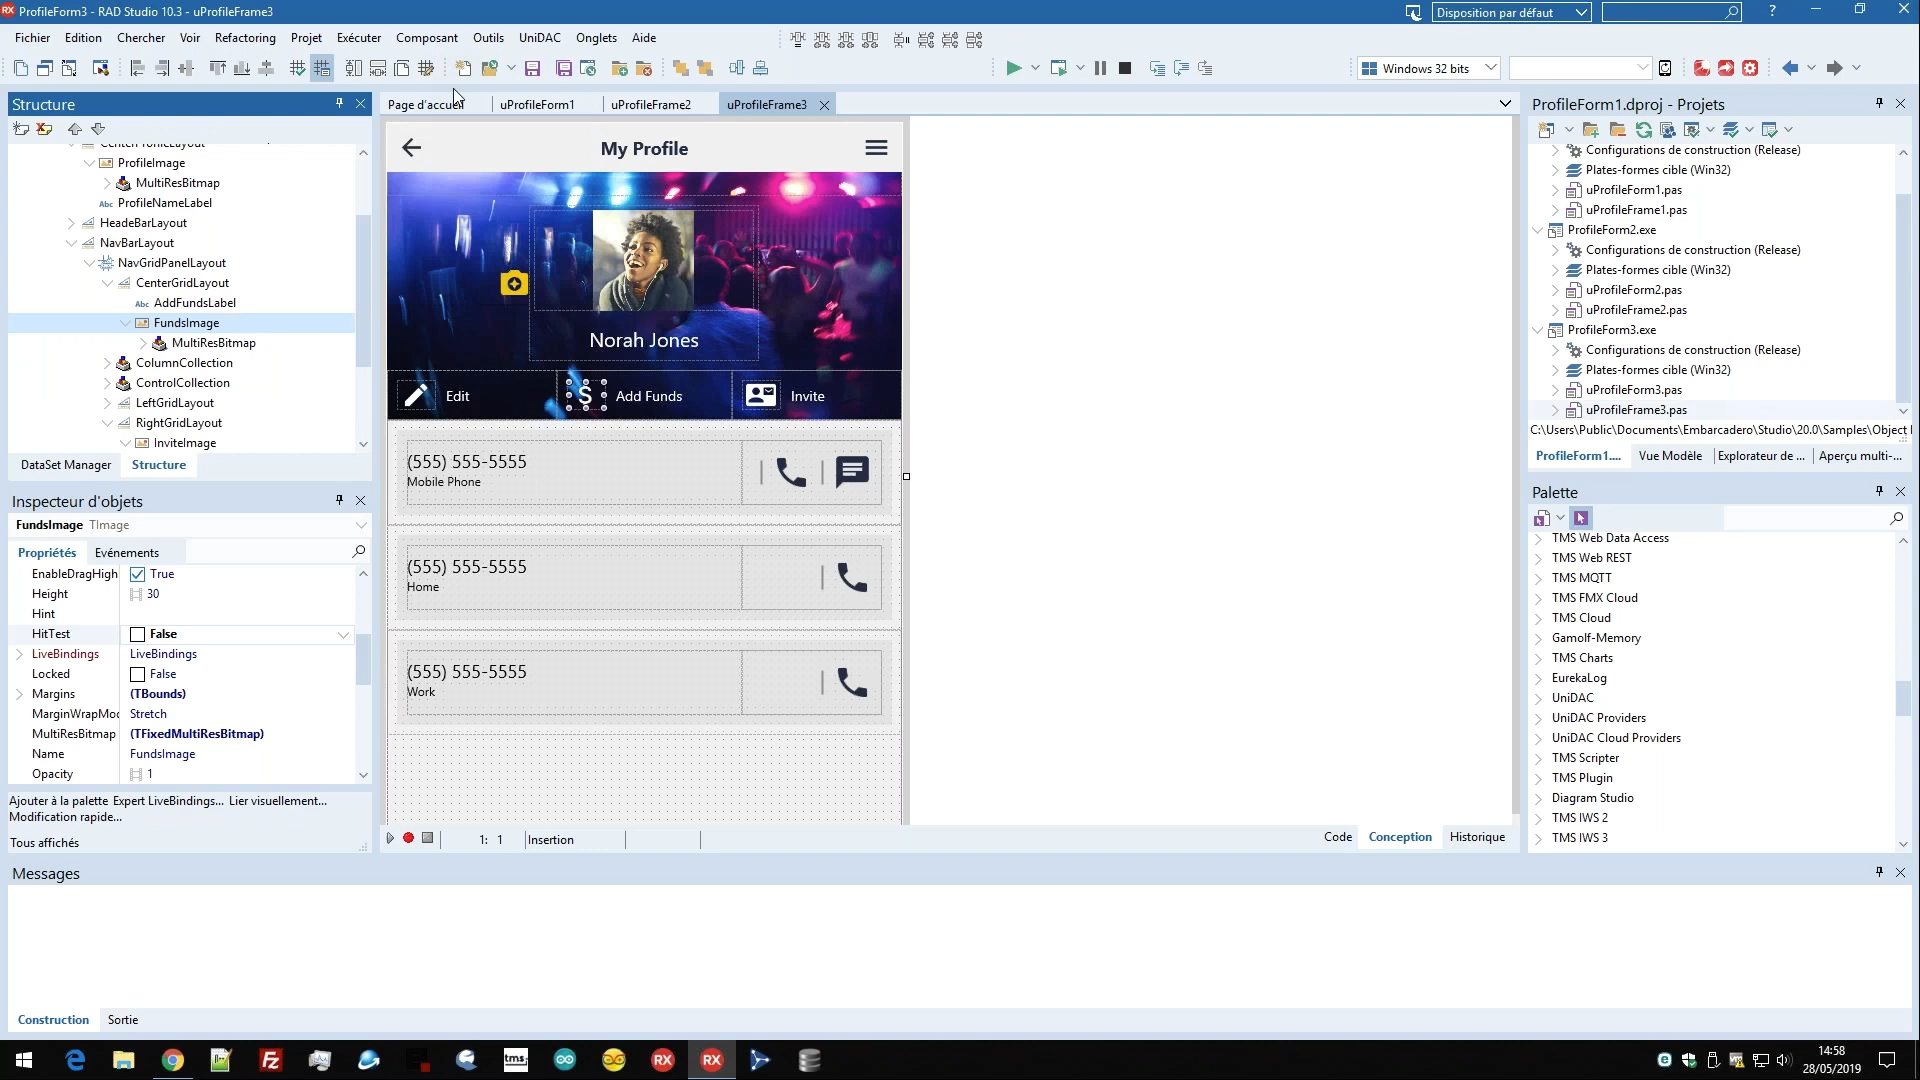 ProfileForm3 - RAD Studio 10.3 - uProfileFrame3
Disposition par défaut
Fichier Edition Chercher Voir Refactoring Projet Exécuter Composant Outils UniDAC Onglets Aide
Windows 32 bits
Structure
ProfileImage
MultiResBitmap
ProfileNameLabel
HeadeBarLayout
NavBarLayout
NavGridPanelLayout
CenterGridLayout
AddFundsLabel
FundsImage
MultiResBitmap
ColumnCollection
ControlCollection
LeftGridLayout
RightGridLayout
InviteImage
DataSet Manager Structure
Inspecteur d'objets
FundsImage TImage
Propriétés Evénements
EnableDragHigh True
Height 30
Hint
HitTest False
LiveBindings LiveBindings
Locked False
Margins (TBounds)
MarginWrapMo Stretch
MultiResBitmap (TFixedMultiResBitmap)
Name FundsImage
Opacity 1
Ajouter à la palette Expert LiveBindings... Lier visuellement...
Modification rapide...
Tous affichés
Page d'accueil uProfileForm1 uProfileFrame2 uProfileFrame3
My Profile
Norah Jones
Edit Add Funds Invite
(555) 555-5555
Mobile Phone
(555) 555-5555
Home
(555) 555-5555
Work
1: 1 Insertion
Code Conception Historique
ProfileForm1.dproj - Projets
Configurations de construction (Release)
Plates-formes cible (Win32)
uProfileForm1.pas
uProfileFrame1.pas
ProfileForm2.exe
Configurations de construction (Release)
Plates-formes cible (Win32)
uProfileForm2.pas
uProfileFrame2.pas
ProfileForm3.exe
Configurations de construction (Release)
Plates-formes cible (Win32)
uProfileForm3.pas
uProfileFrame3.pas
C:\Users\Public\Documents\Embarcadero\Studio\20.0\Samples\Object
ProfileForm1.... Vue Modèle Explorateur de ... Aperçu multi-...
Palette
TMS Web Data Access
TMS Web REST
TMS MQTT
TMS FMX Cloud
TMS Cloud
Gamolf-Memory
TMS Charts
EurekaLog
UniDAC
UniDAC Providers
UniDAC Cloud Providers
TMS Scripter
TMS Plugin
Diagram Studio
TMS IWS 2
TMS IWS 3
Messages
Construction Sortie
14:58
28/05/2019